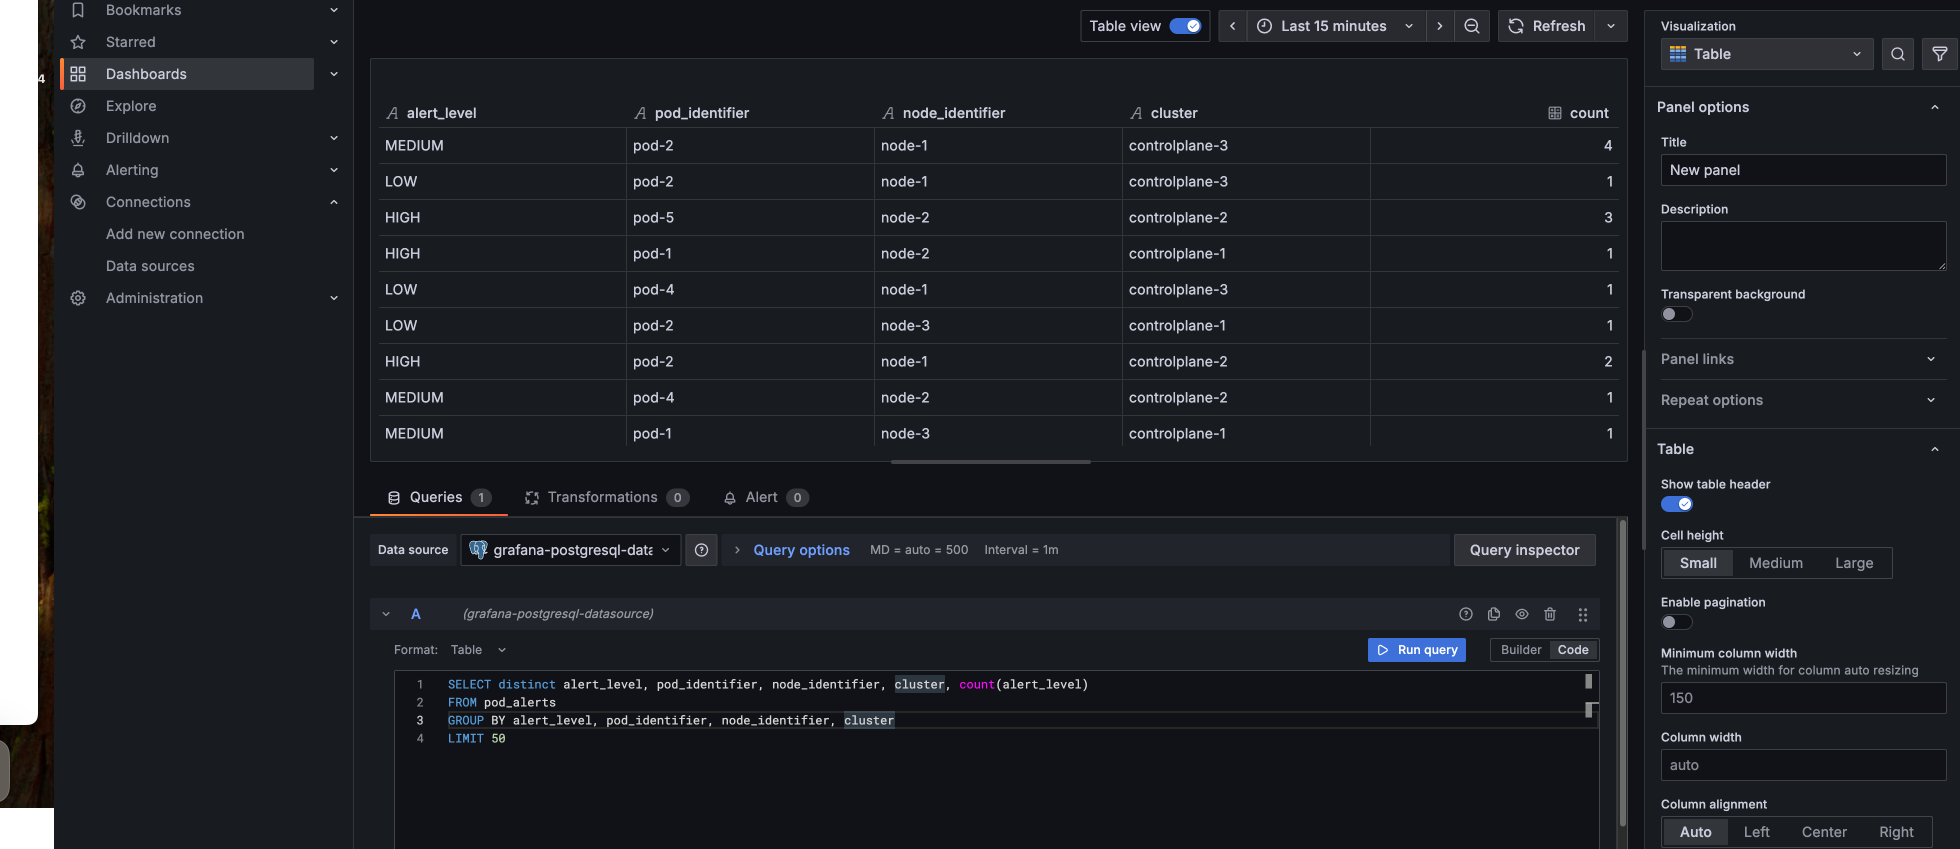 4
Bookmarks
Starred
Dashboards
Explore
Drilldown
Alerting
Connections
Add new connection
Data sources
Administration
Table view
Last 15 minutes
Refresh
alert_level pod_identifier node_identifier cluster count
MEDIUM pod-2 node-1 controlplane-3 4
LOW pod-2 node-1 controlplane-3 1
HIGH pod-5 node-2 controlplane-2 3
HIGH pod-1 node-2 controlplane-1 1
LOW pod-4 node-1 controlplane-3 1
LOW pod-2 node-3 controlplane-1 1
HIGH pod-2 node-1 controlplane-2 2
MEDIUM pod-4 node-2 controlplane-2 1
MEDIUM pod-1 node-3 controlplane-1 1
Queries 1 Transformations 0 Alert 0
Data source grafana-postgresql-data Query options MD = auto = 500 Interval = 1m Query inspector
A (grafana-postgresql-datasource)
Format: Table Run query Builder Code
1 SELECT distinct alert_level, pod_identifier, node_identifier, cluster, count(alert_level)
2 FROM pod_alerts
3 GROUP BY alert_level, pod_identifier, node_identifier, cluster
4 LIMIT 50
Visualization
Table
Panel options
Title
New panel
Description
Transparent background
Panel links
Repeat options
Table
Show table header
Cell height
Small Medium Large
Enable pagination
Minimum column width
The minimum width for column auto resizing
150
Column width
auto
Column alignment
Auto Left Center Right